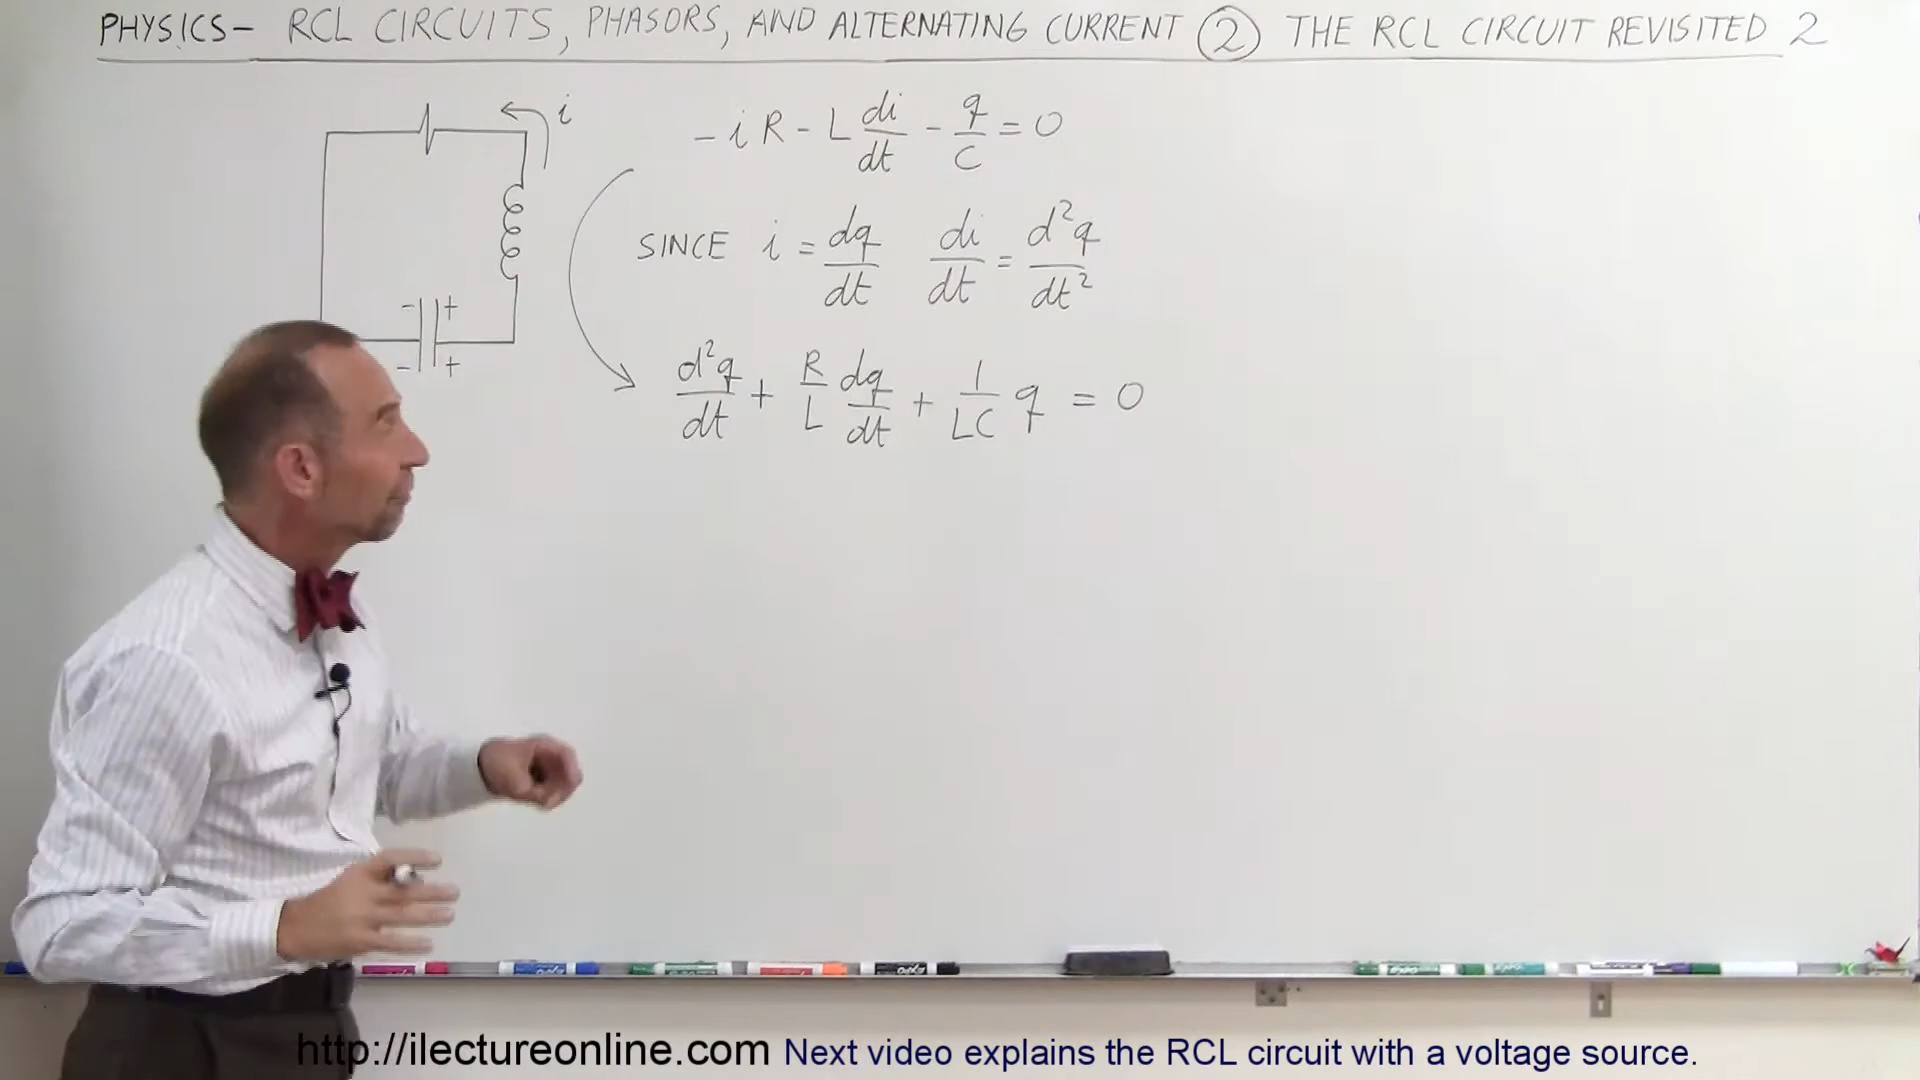 PHYSICS- RCL CIRCUITS, PHASORS, AND ALTERNATING CURRENT ② THE RCL CIRCUIT REVISITED 2
i
-iR - L di/dt - q/C = 0
SINCE i = dq/dt di/dt = d²q/dt²
- +
- +
d²q/dt + R/L dq/dt + 1/LC q = 0
http://ilectureonline.com Next video explains the RCL circuit with a voltage source.